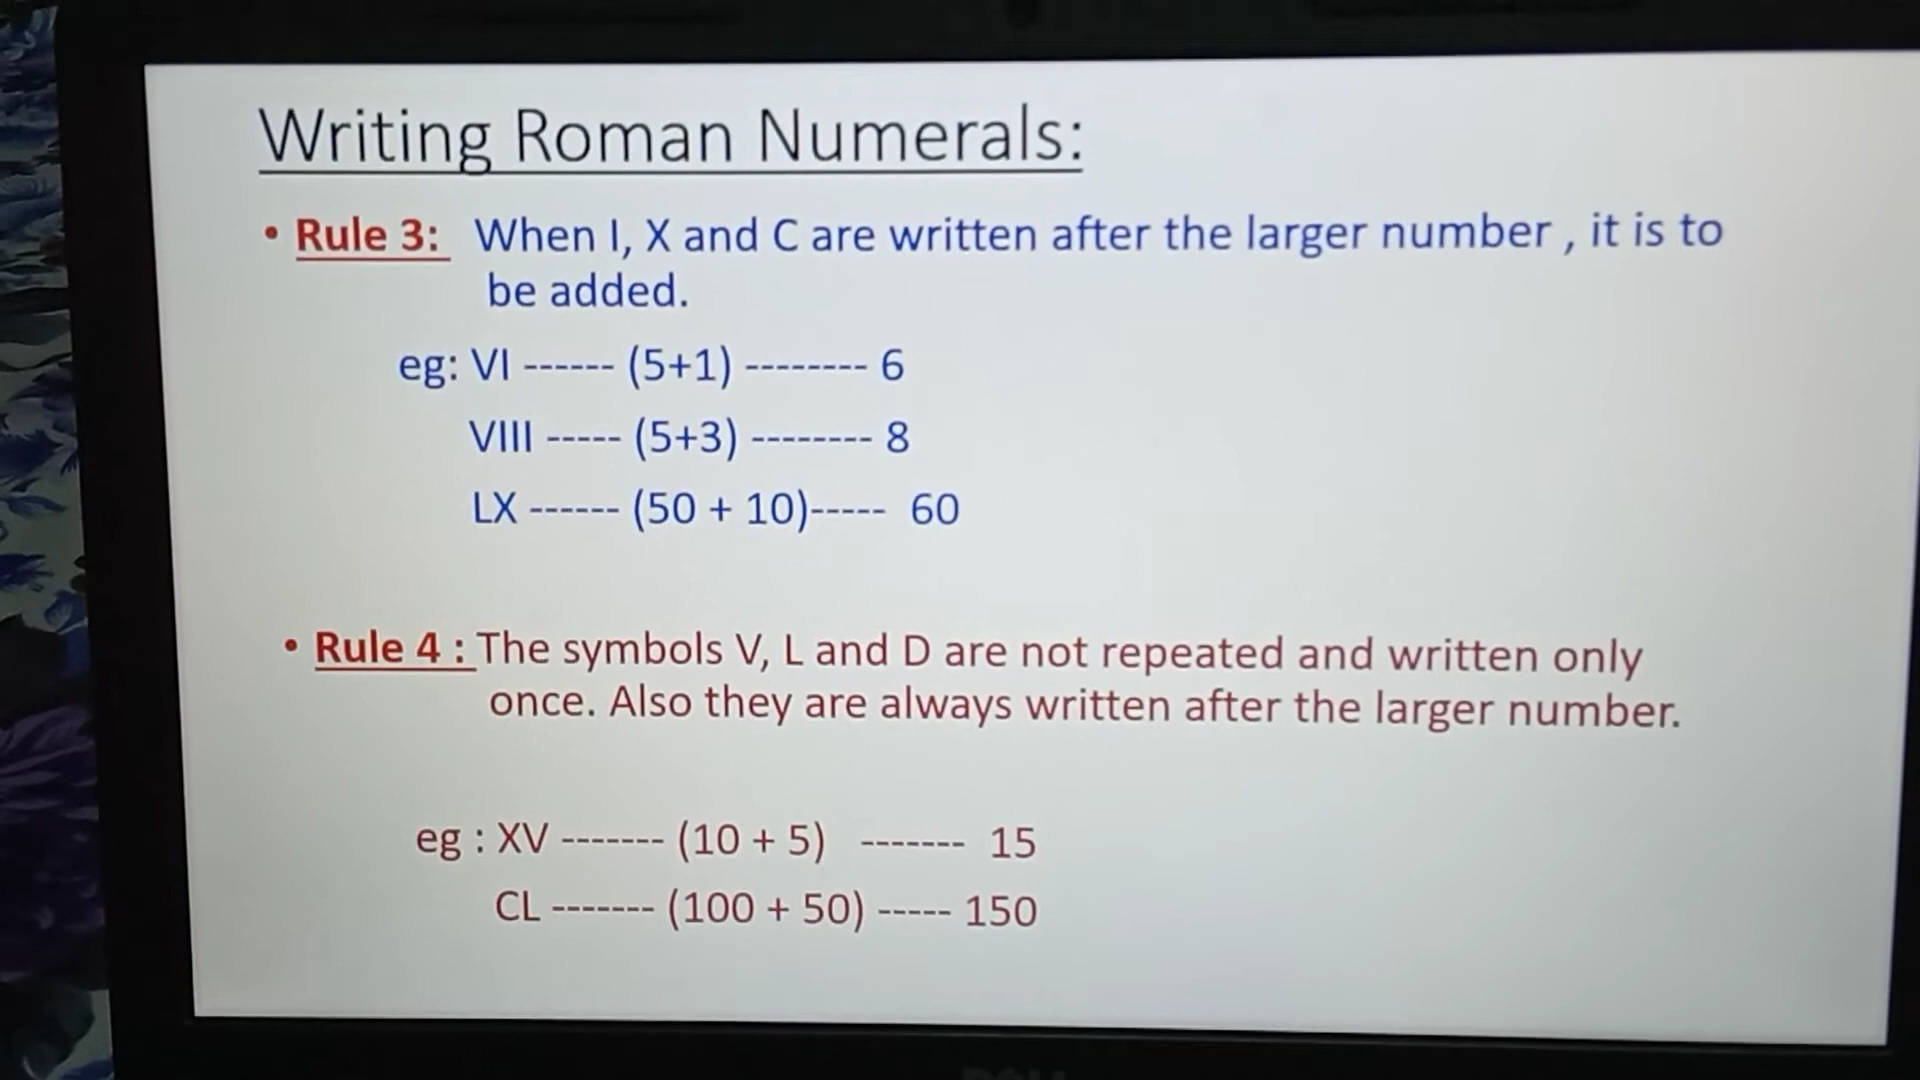 Writing Roman Numerals:
• Rule 3: When I, X and C are written after the larger number , it is to
be added.
eg: VI ------ (5+1) -------- 6
VIII ----- (5+3) -------- 8
LX ------ (50 + 10)----- 60
• Rule 4 : The symbols V, L and D are not repeated and written only
once. Also they are always written after the larger number.
eg : XV ------- (10 + 5) ------- 15
CL ------- (100 + 50) ----- 150